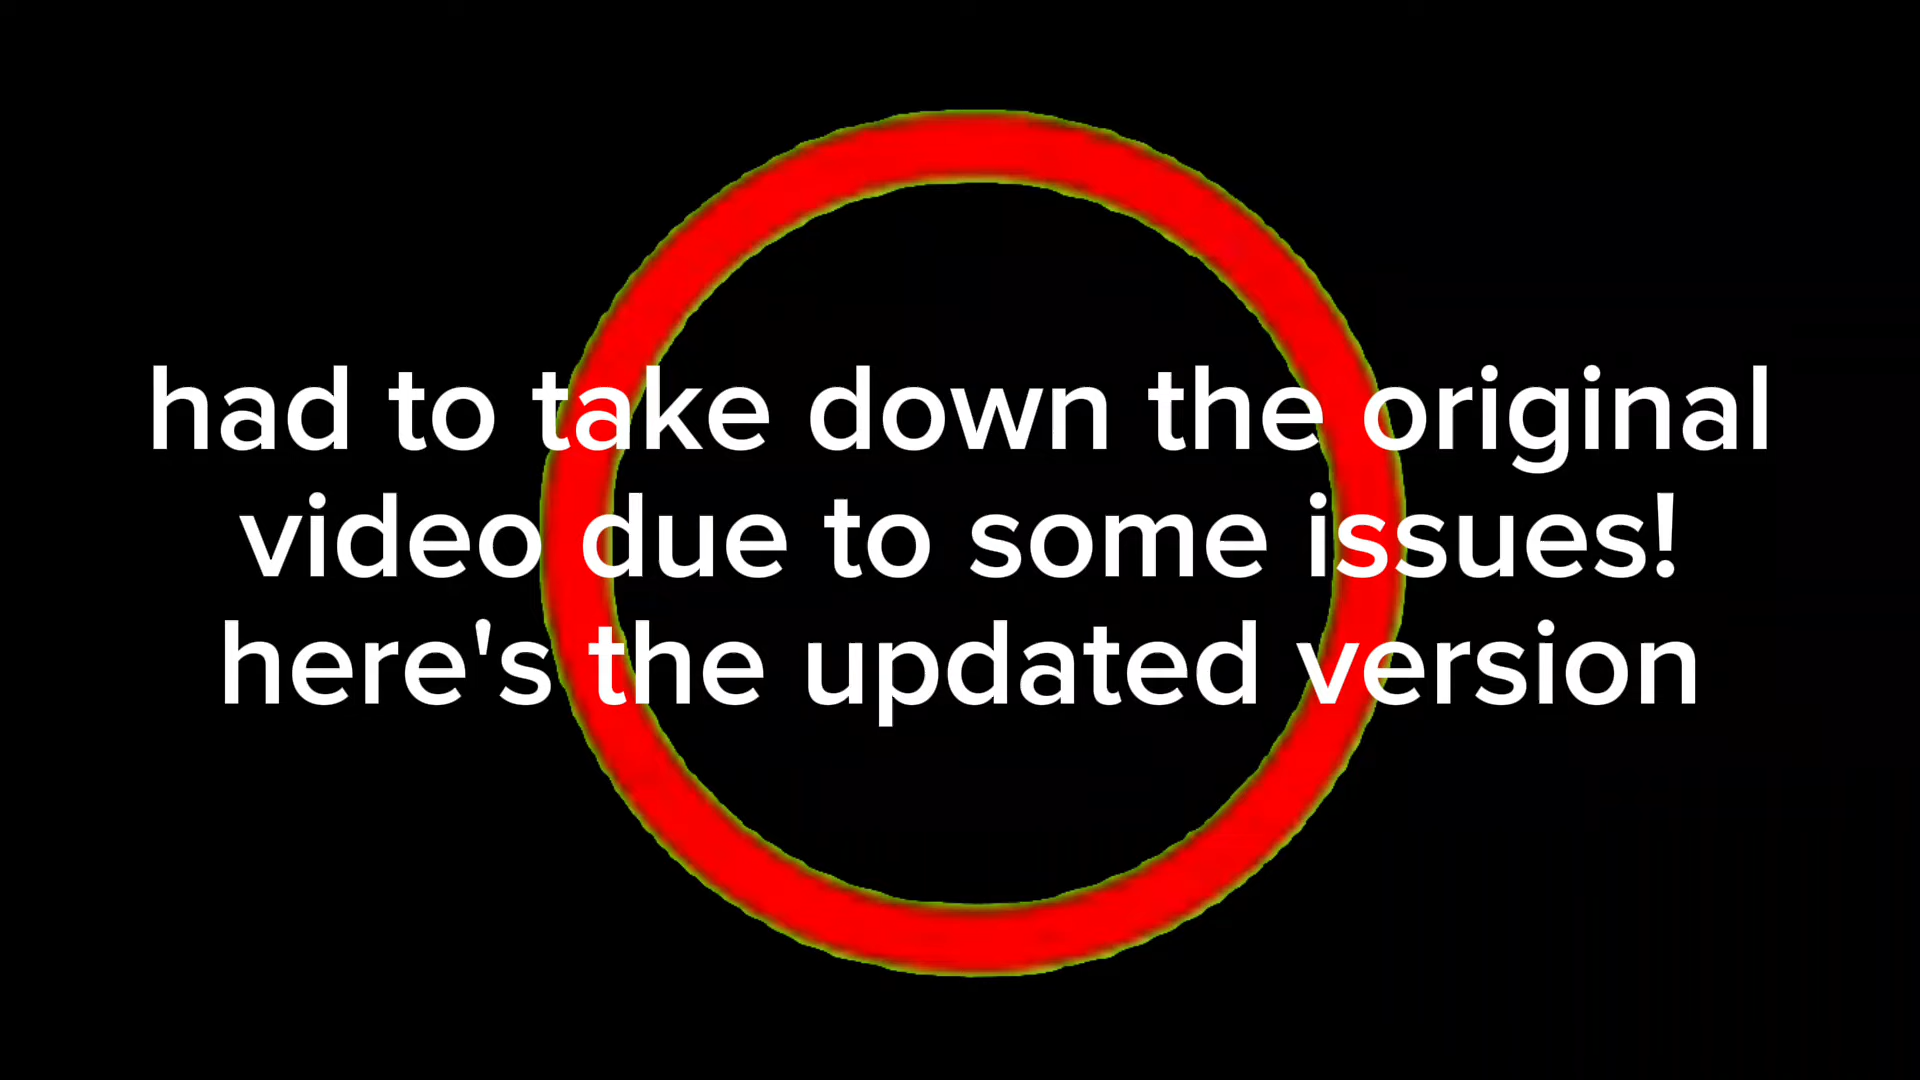 had to take down the original
video due to some issues!
here's the updated version